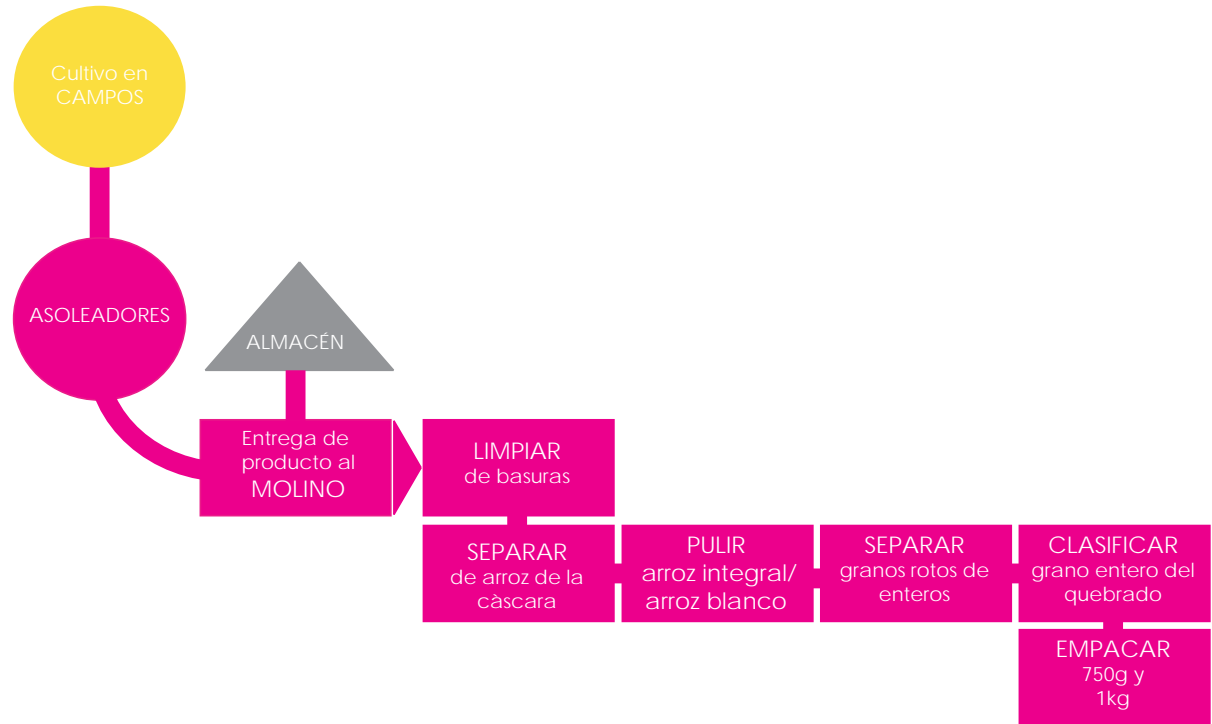 Cultivo en
CAMPOS
ASOLEADORES
ALMACÉN
Entrega de
producto al
MOLINO
LIMPIAR
de basuras
SEPARAR
de arroz de la
càscara
PULIR
arroz integral/
arroz blanco
SEPARAR
granos rotos de
enteros
CLASIFICAR
grano entero del
quebrado
EMPACAR
750g y
1kg